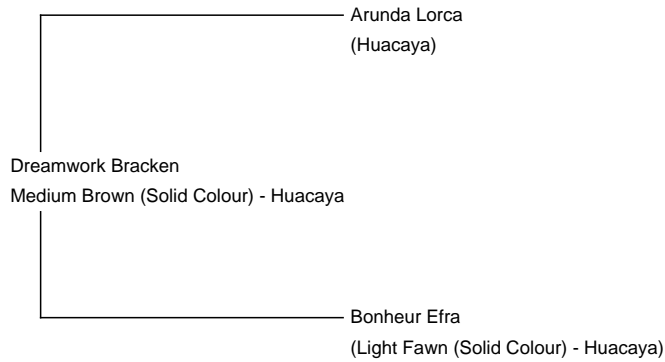 Arunda Lorca
(Huacaya)
Dreamwork Bracken
Medium Brown (Solid Colour) - Huacaya
Bonheur Efra
(Light Fawn (Solid Colour) - Huacaya)